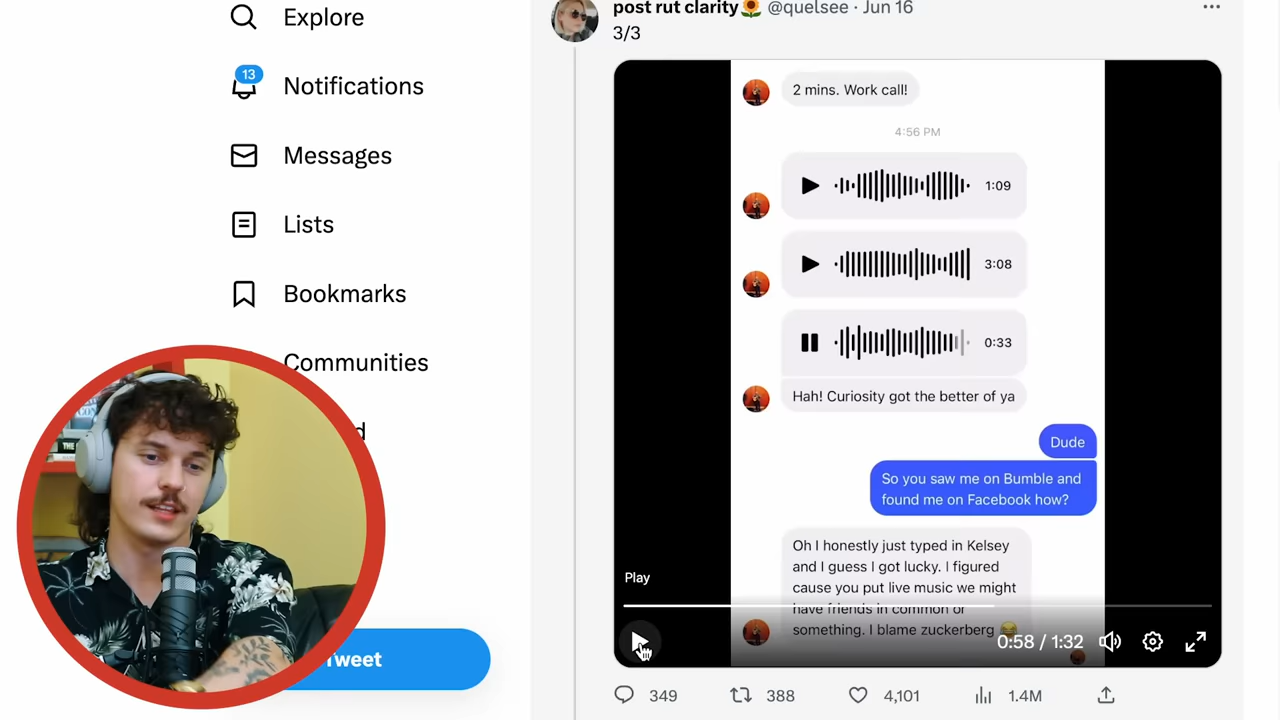 Explore
13
Notifications
Messages
Lists
Bookmarks
Communities
d
Tweet
post rut clarity🌻 @quelsee · Jun 16
3/3
2 mins. Work call!
4:56 PM
1:09
3:08
0:33
Hah! Curiosity got the better of ya
Dude
So you saw me on Bumble and
found me on Facebook how?
Oh I honestly just typed in Kelsey
and I guess I got lucky. I figured
cause you put live music we might
have friends in common or
something. I blame zuckerberg 😂
Play
0:58 / 1:32
349
388
4,101
1.4M